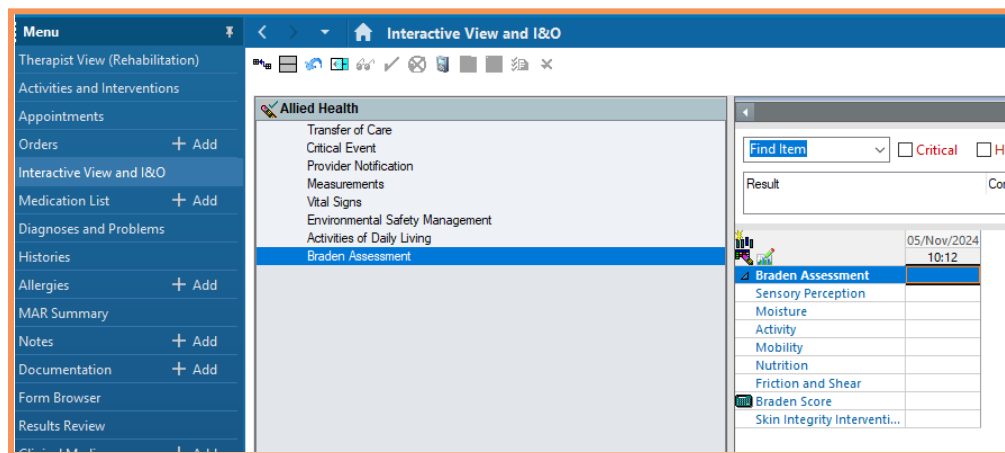 Menu
Interactive View and I&O
Therapist View (Rehabilitation)
Activities and Interventions
Appointments
Orders + Add
Interactive View and I&O
Medication List + Add
Diagnoses and Problems
Histories
Allergies + Add
MAR Summary
Notes + Add
Documentation + Add
Form Browser
Results Review
Allied Health
Transfer of Care
Critical Event
Provider Notification
Measurements
Vital Signs
Environmental Safety Management
Activities of Daily Living
Braden Assessment
Find Item Critical H
Result Cor
05/Nov/2024
10:12
Braden Assessment
Sensory Perception
Moisture
Activity
Mobility
Nutrition
Friction and Shear
Braden Score
Skin Integrity Interventi...